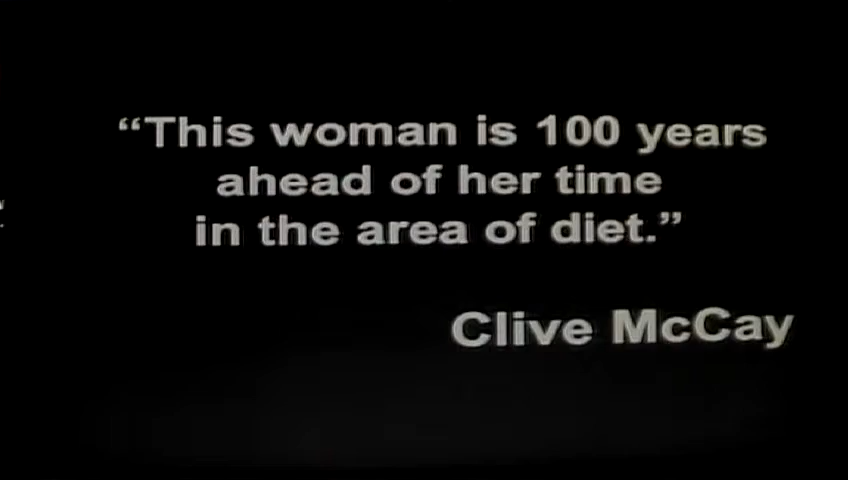 “This woman is 100 years
ahead of her time
in the area of diet.”
Clive McCay